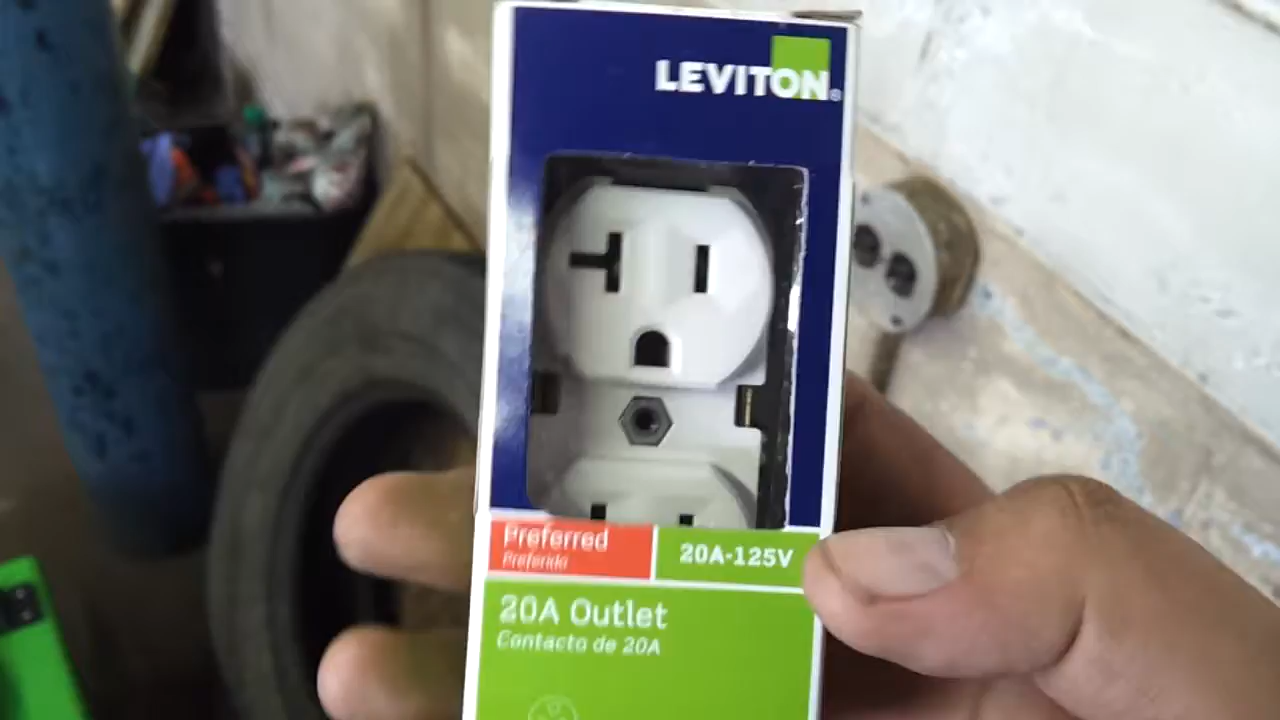 LEVITON®
Preferred
Preferido
20A-125V
20A Outlet
Contacto de 20A